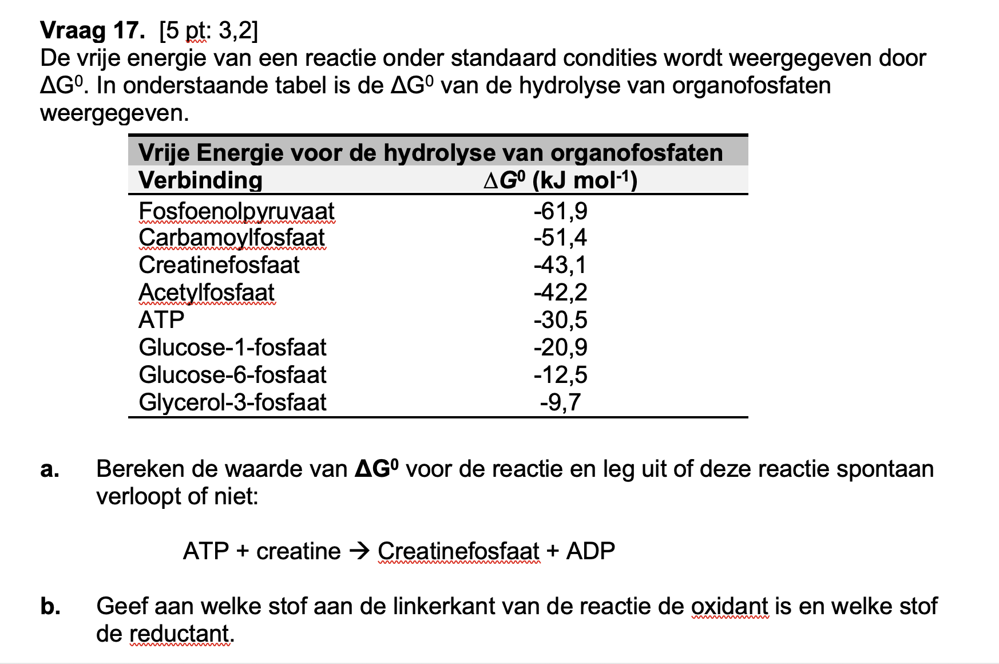 Vraag 17. [5 pt: 3,2]
De vrije energie van een reactie onder standaard condities wordt weergegeven door
ΔG⁰. In onderstaande tabel is de ΔG⁰ van de hydrolyse van organofosfaten
weergegeven.
Vrije Energie voor de hydrolyse van organofosfaten
Verbinding ΔG⁰ (kJ mol⁻¹)
Fosfoenolpyruvaat -61,9
Carbamoylfosfaat -51,4
Creatinefosfaat -43,1
Acetylfosfaat -42,2
ATP -30,5
Glucose-1-fosfaat -20,9
Glucose-6-fosfaat -12,5
Glycerol-3-fosfaat -9,7
a. Bereken de waarde van ΔG⁰ voor de reactie en leg uit of deze reactie spontaan
verloopt of niet:
ATP + creatine → Creatinefosfaat + ADP
b. Geef aan welke stof aan de linkerkant van de reactie de oxidant is en welke stof
de reductant.